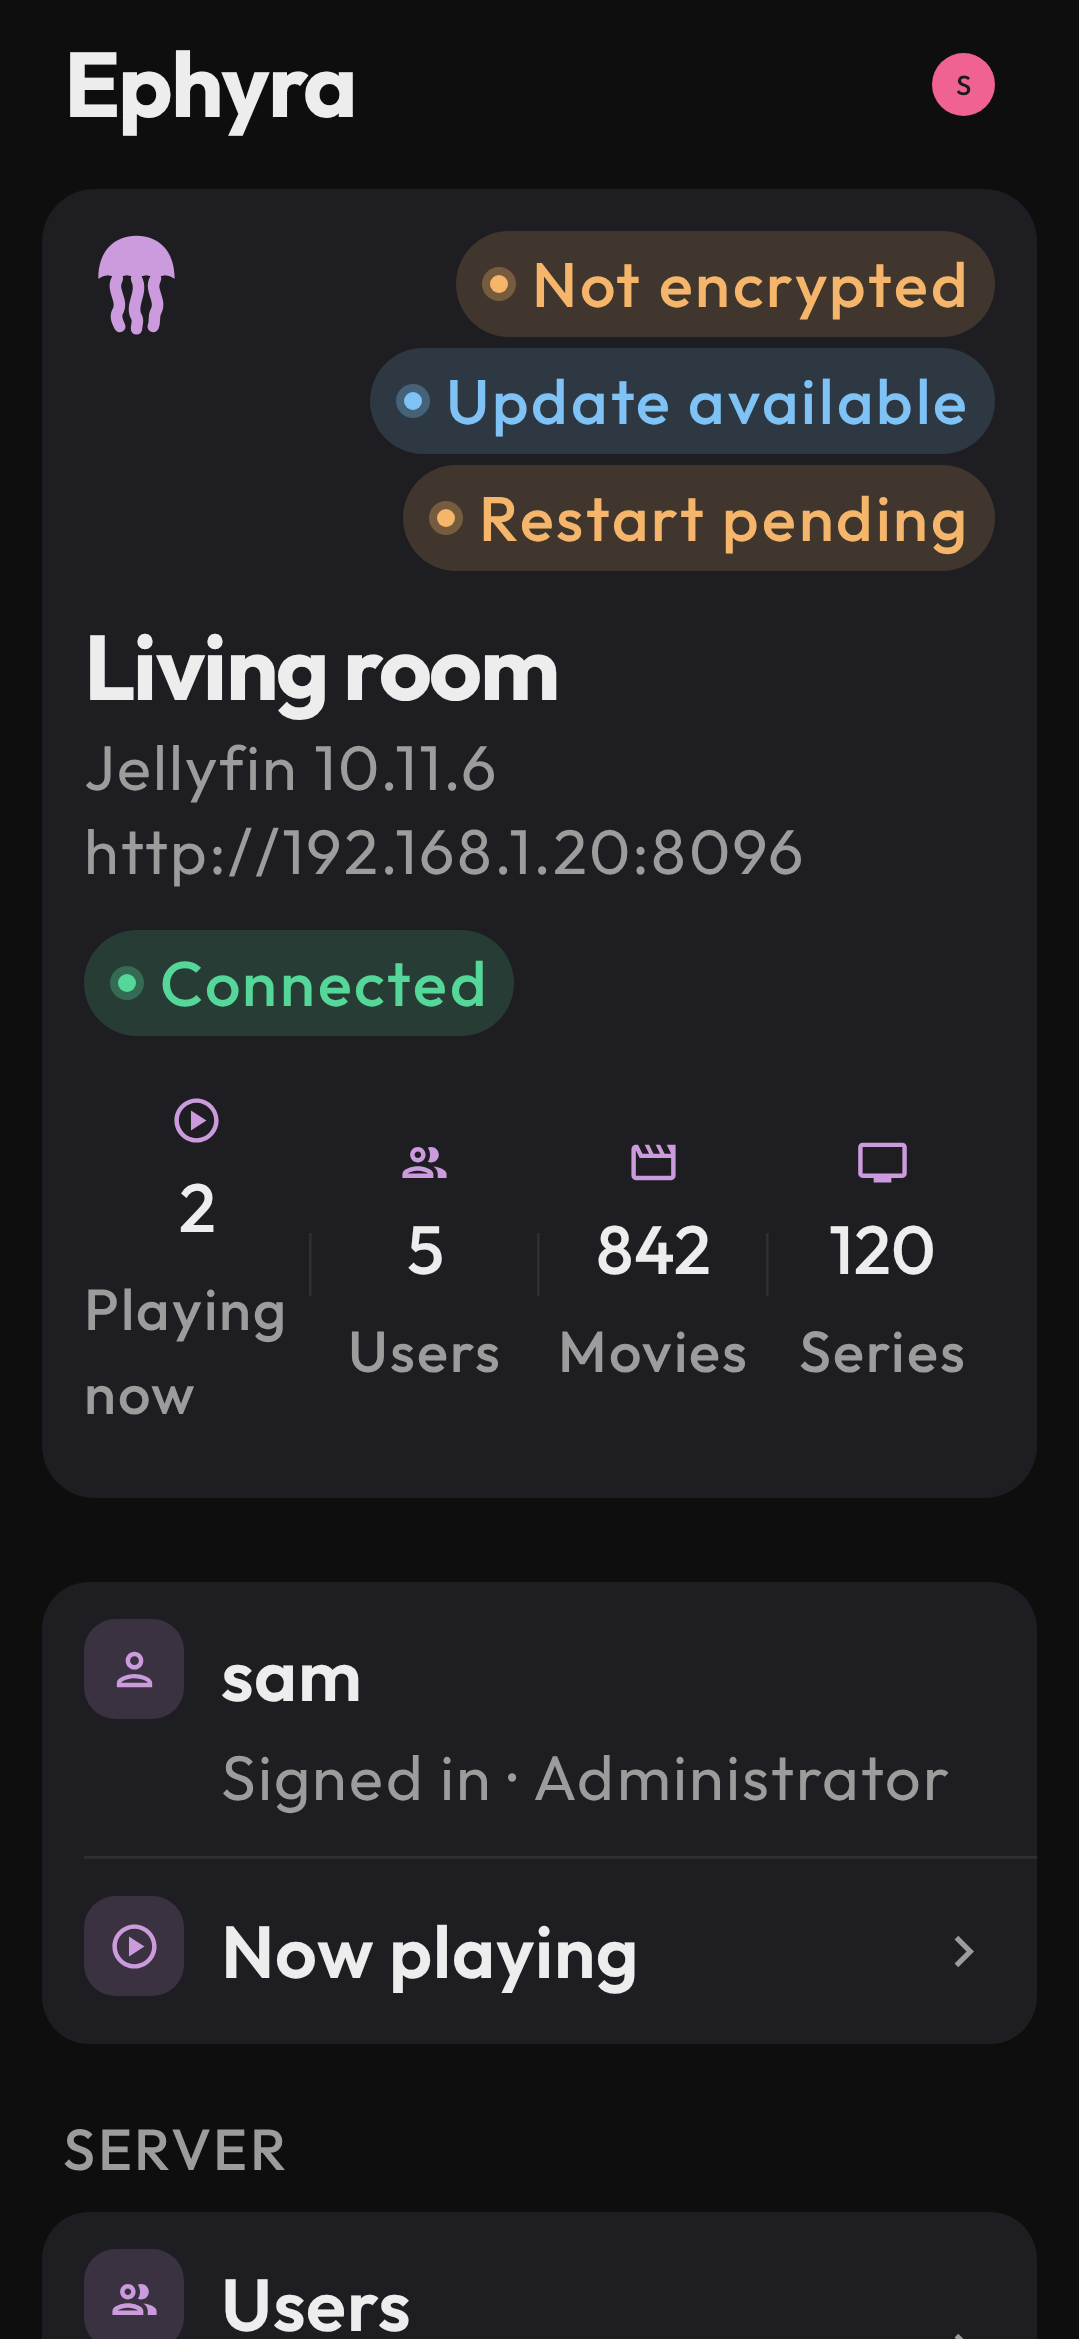 Ephyra
S
Not encrypted
Update available
Restart pending
Living room
Jellyfin 10.11.6
http://192.168.1.20:8096
Connected
2
Playing
now
5
Users
842
Movies
120
Series
sam
Signed in · Administrator
Now playing
SERVER
Users